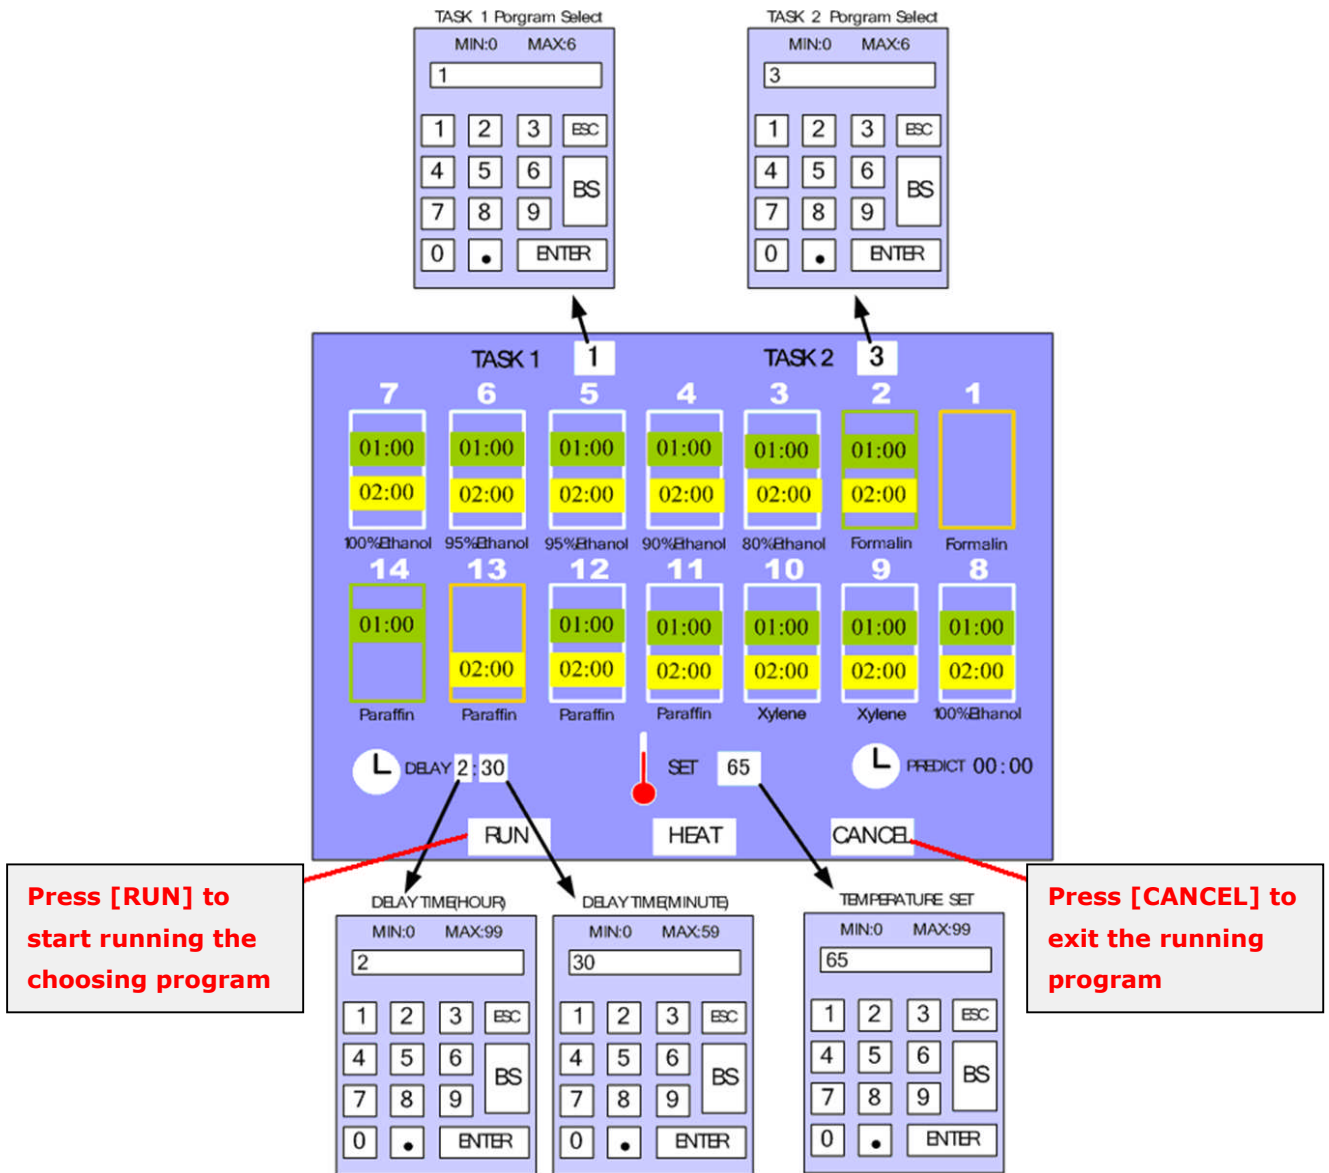 TASK 1 Porgram Select
MIN:0 MAX:6
1
1 2 3 ESC
4 5 6 BS
7 8 9
0 . ENTER
TASK 2 Porgram Select
MIN:0 MAX:6
3
1 2 3 ESC
4 5 6 BS
7 8 9
0 . ENTER
TASK 1 1 TASK 2 3
7 6 5 4 3 2 1
01:00 01:00 01:00 01:00 01:00 01:00
02:00 02:00 02:00 02:00 02:00 02:00
100%Ethanol 95%Ethanol 95%Ethanol 90%Ethanol 80%Ethanol Formalin Formalin
14 13 12 11 10 9 8
01:00 01:00 01:00 01:00 01:00 01:00
02:00 02:00 02:00 02:00 02:00 02:00
Paraffin Paraffin Paraffin Paraffin Xylene Xylene 100%Ethanol
DELAY 2:30 SET 65 PREDICT 00:00
RUN HEAT CANCEL
Press [RUN] to
start running the
choosing program
Press [CANCEL] to
exit the running
program
DELAY TIME(HOUR)
MIN:0 MAX:99
2
1 2 3 ESC
4 5 6 BS
7 8 9
0 . ENTER
DELAY TIME(MINUTE)
MIN:0 MAX:59
30
1 2 3 ESC
4 5 6 BS
7 8 9
0 . ENTER
TEMPERATURE SET
MIN:0 MAX:99
65
1 2 3 ESC
4 5 6 BS
7 8 9
0 . ENTER